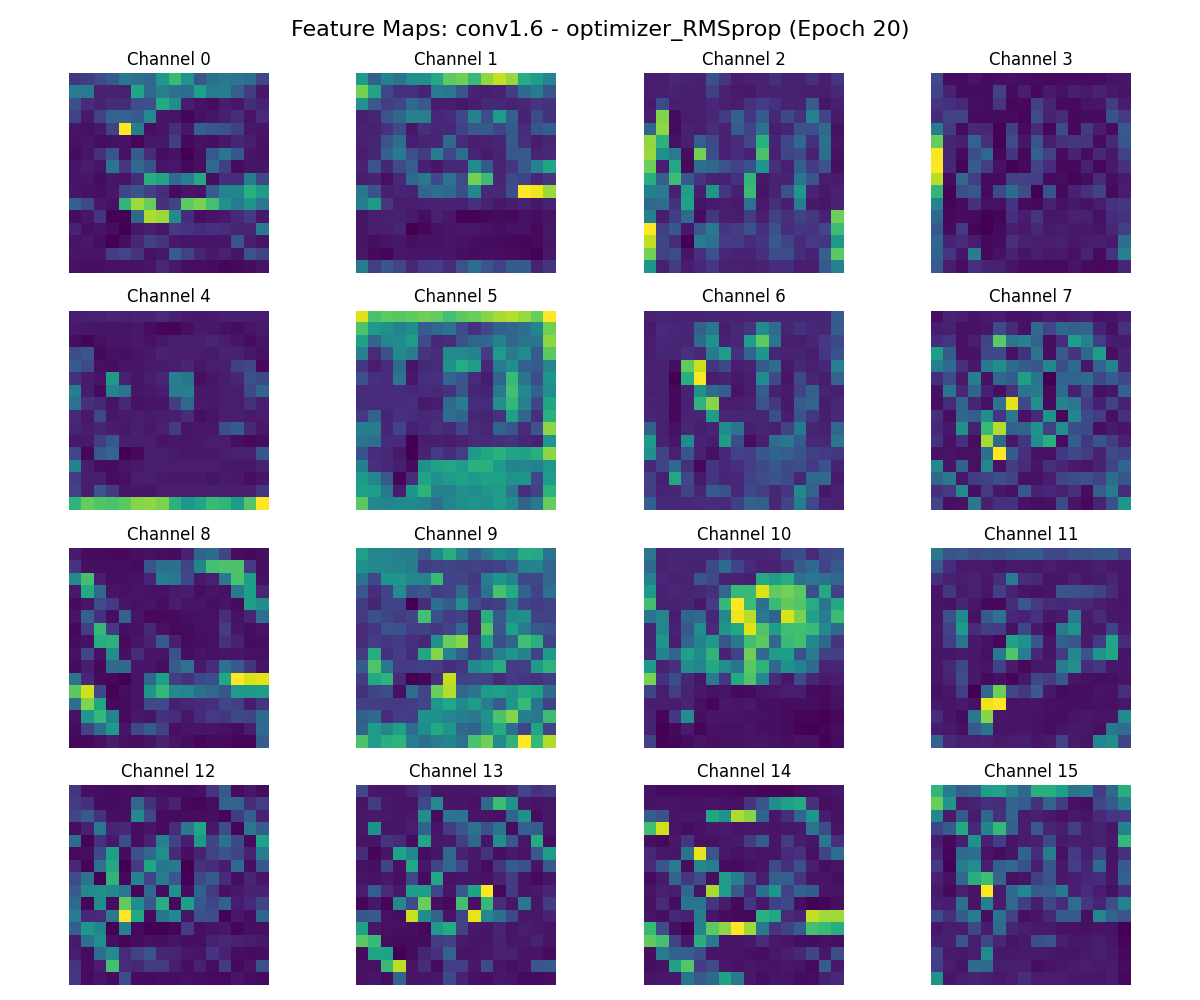 Feature Maps: conv1.6 - optimizer_RMSprop (Epoch 20)
Channel 0
Channel 1
Channel 2
Channel 3
Channel 4
Channel 5
Channel 6
Channel 7
Channel 8
Channel 9
Channel 10
Channel 11
Channel 12
Channel 13
Channel 14
Channel 15